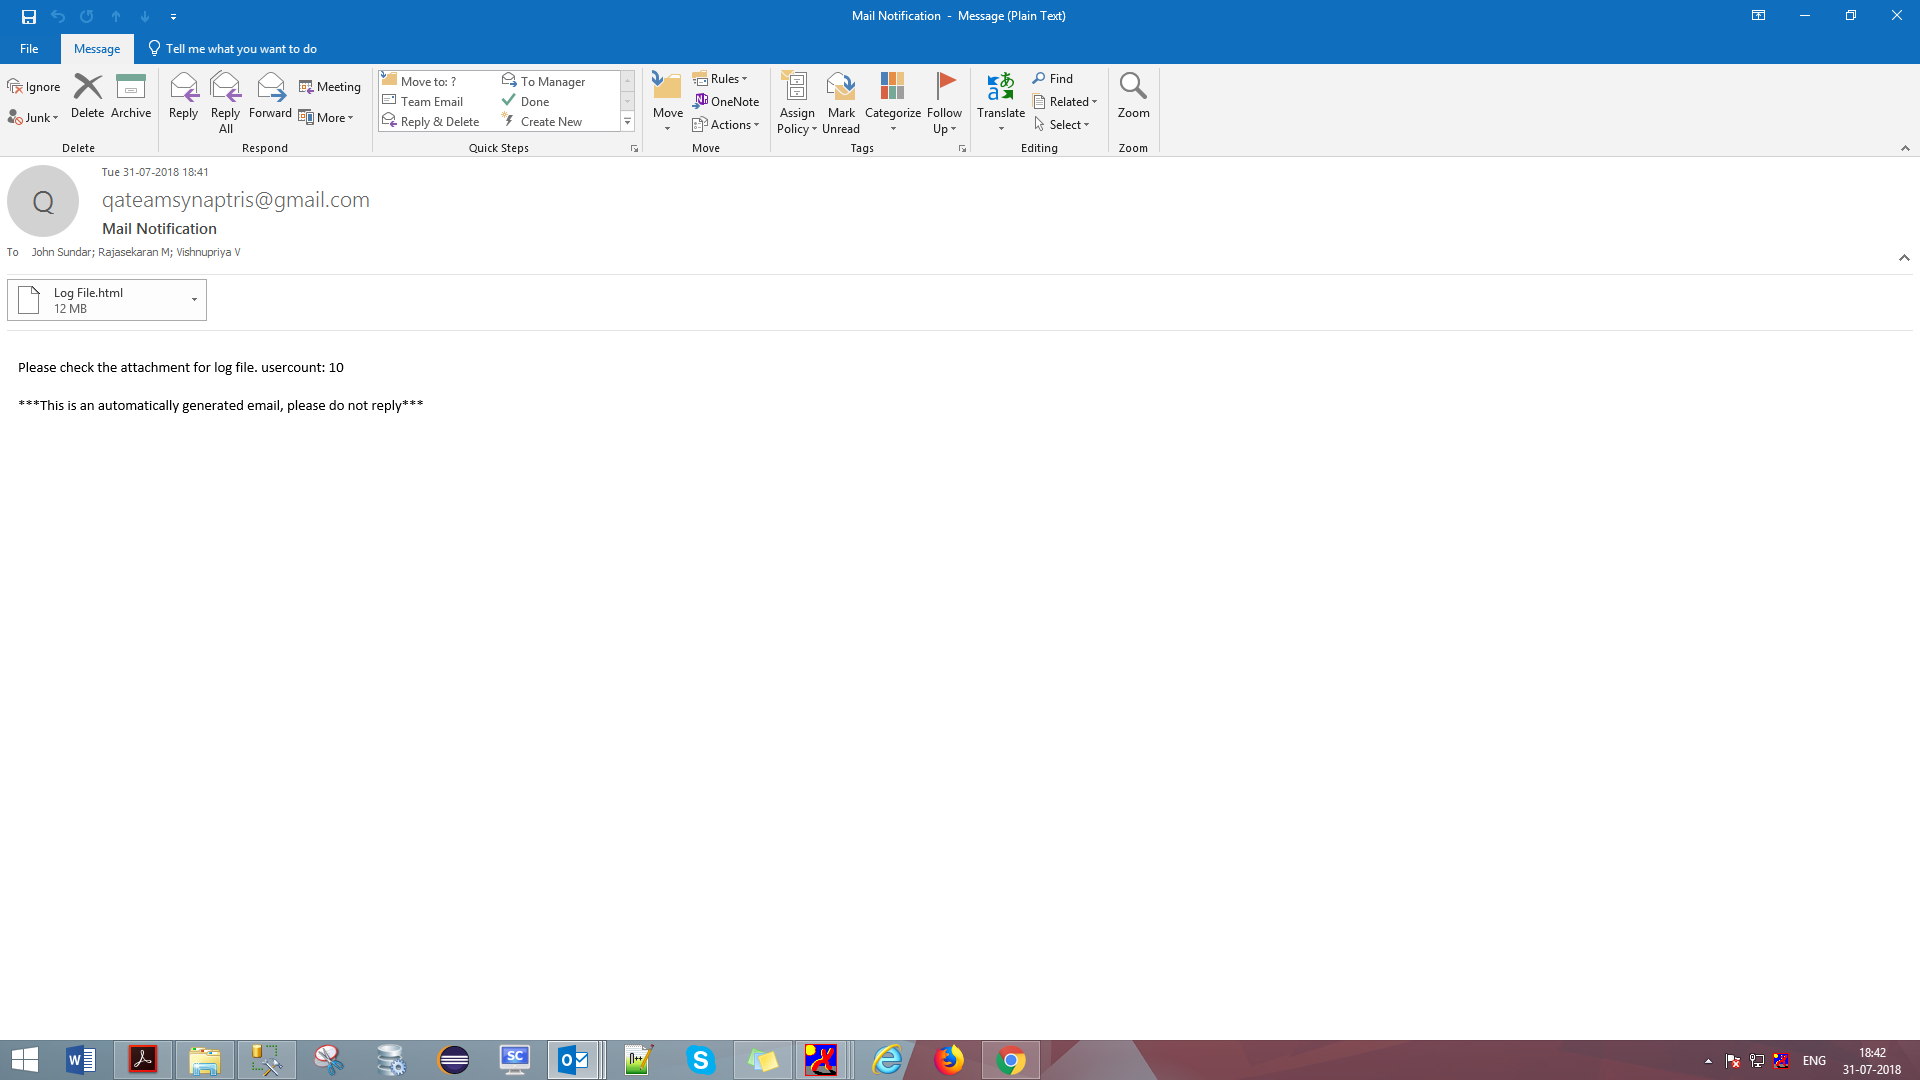 Mail Notification - Message (Plain Text)
File
Message
Tell me what you want to do
Ignore
Junk
Delete
Archive
Delete
Reply
Reply All
Forward
Meeting
More
Respond
Move to: ?
Team Email
Reply & Delete
To Manager
Done
Create New
Quick Steps
Move
Rules
OneNote
Actions
Move
Assign Policy
Mark Unread
Categorize
Follow Up
Tags
Translate
Find
Related
Select
Editing
Zoom
Zoom
Q
Tue 31-07-2018 18:41
qateamsynaptris@gmail.com
Mail Notification
To John Sundar; Rajasekaran M; Vishnupriya V
Log File.html
12 MB
Please check the attachment for log file. usercount: 10
***This is an automatically generated email, please do not reply***
ENG
18:42
31-07-2018